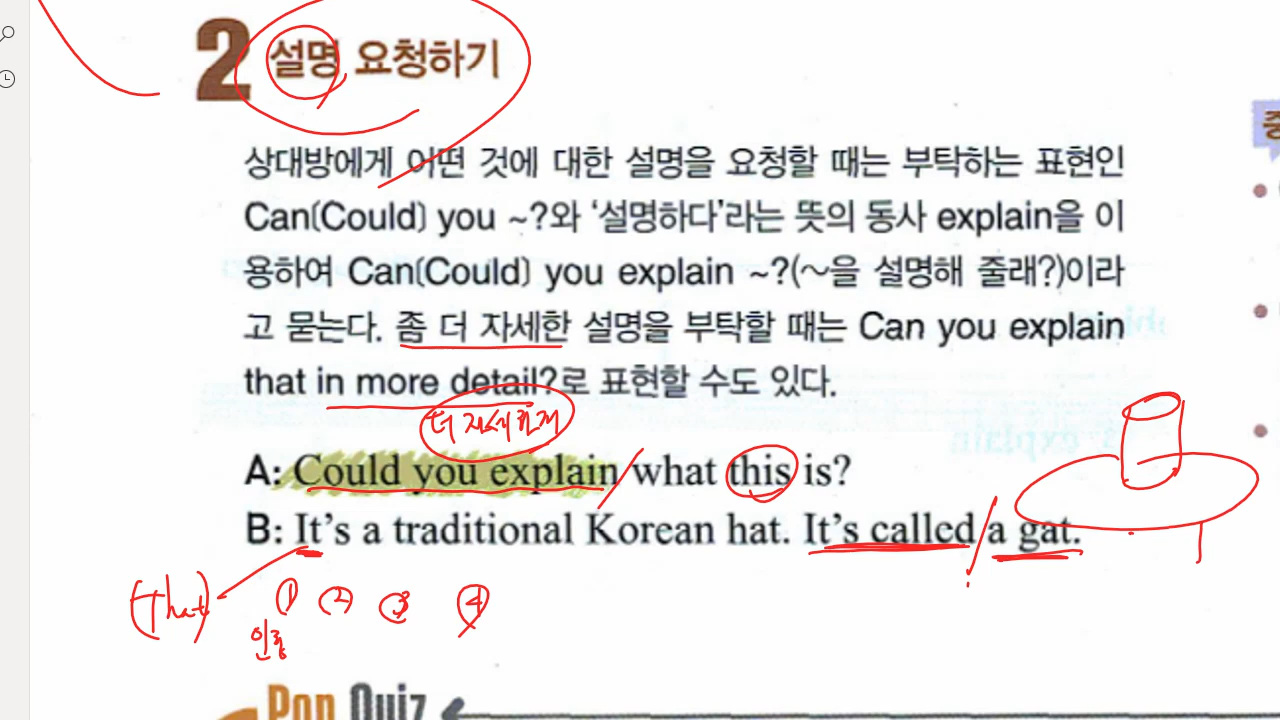 2 설명 요청하기
상대방에게 어떤 것에 대한 설명을 요청할 때는 부탁하는 표현인
Can(Could) you ~?와 '설명하다'라는 뜻의 동사 explain을 이
용하여 Can(Could) you explain ~?(~을 설명해 줄래?)이라
고 묻는다. 좀 더 자세한 설명을 부탁할 때는 Can you explain
that in more detail?로 표현할 수도 있다.
더 자세하게
A: Could you explain / what this is?
B: It's a traditional Korean hat. It's called / a gat.
(That) ① ② ③ ④
인칭
Pop Quiz